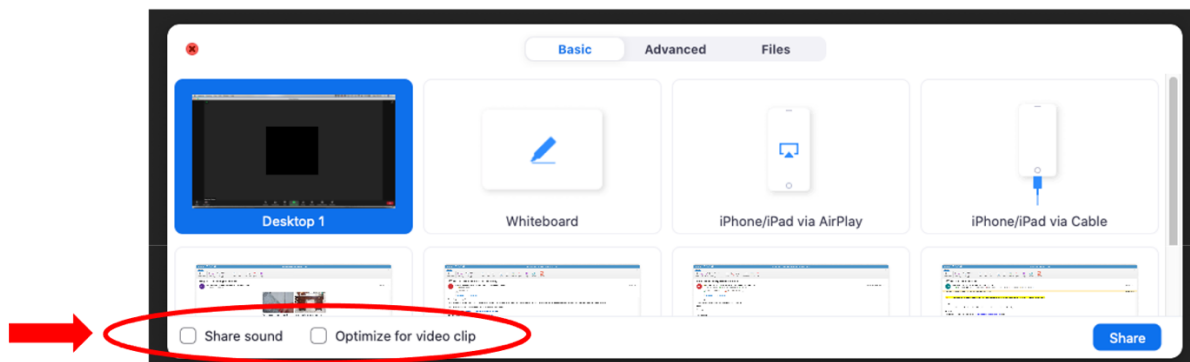 Basic Advanced Files
Desktop 1 Whiteboard iPhone/iPad via AirPlay iPhone/iPad via Cable
Share sound Optimize for video clip Share